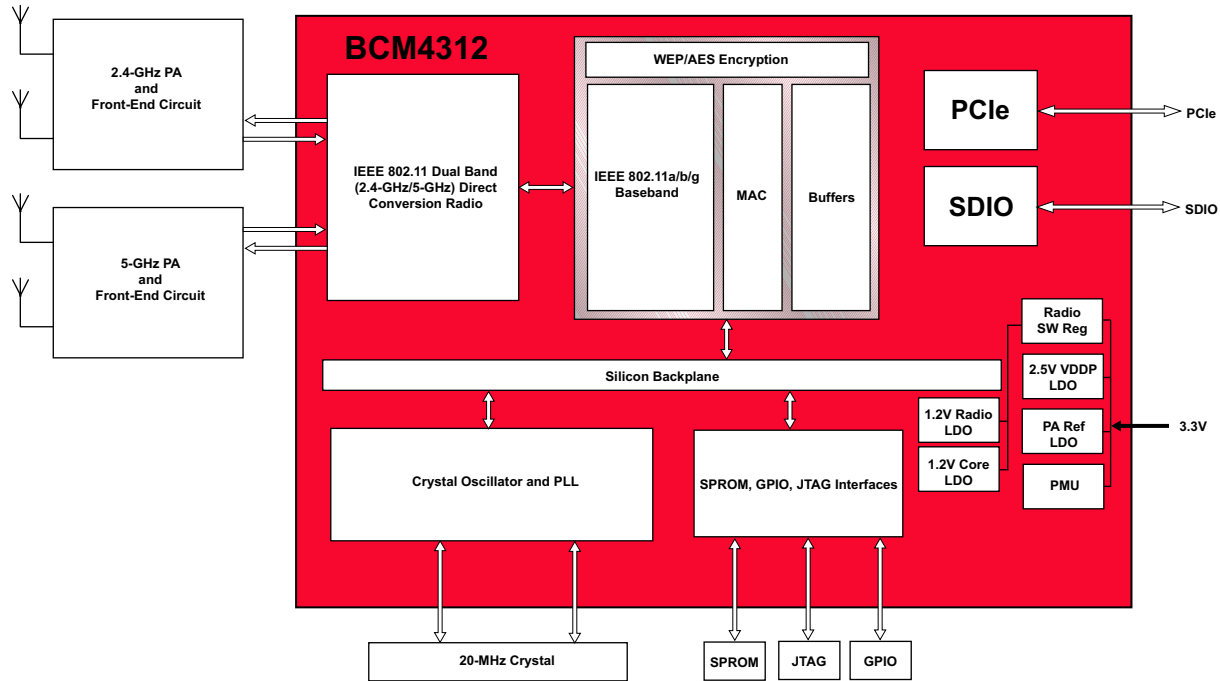 BCM4312
2.4-GHz PA
and
Front-End Circuit
5-GHz PA
and
Front-End Circuit
IEEE 802.11 Dual Band
(2.4-GHz/5-GHz) Direct
Conversion Radio
WEP/AES Encryption
IEEE 802.11a/b/g
Baseband
MAC
Buffers
PCIe
PCIe
SDIO
SDIO
Silicon Backplane
Radio
SW Reg
2.5V VDDP
LDO
1.2V Radio
LDO
PA Ref
LDO
3.3V
1.2V Core
LDO
PMU
Crystal Oscillator and PLL
SPROM, GPIO, JTAG Interfaces
20-MHz Crystal
SPROM
JTAG
GPIO